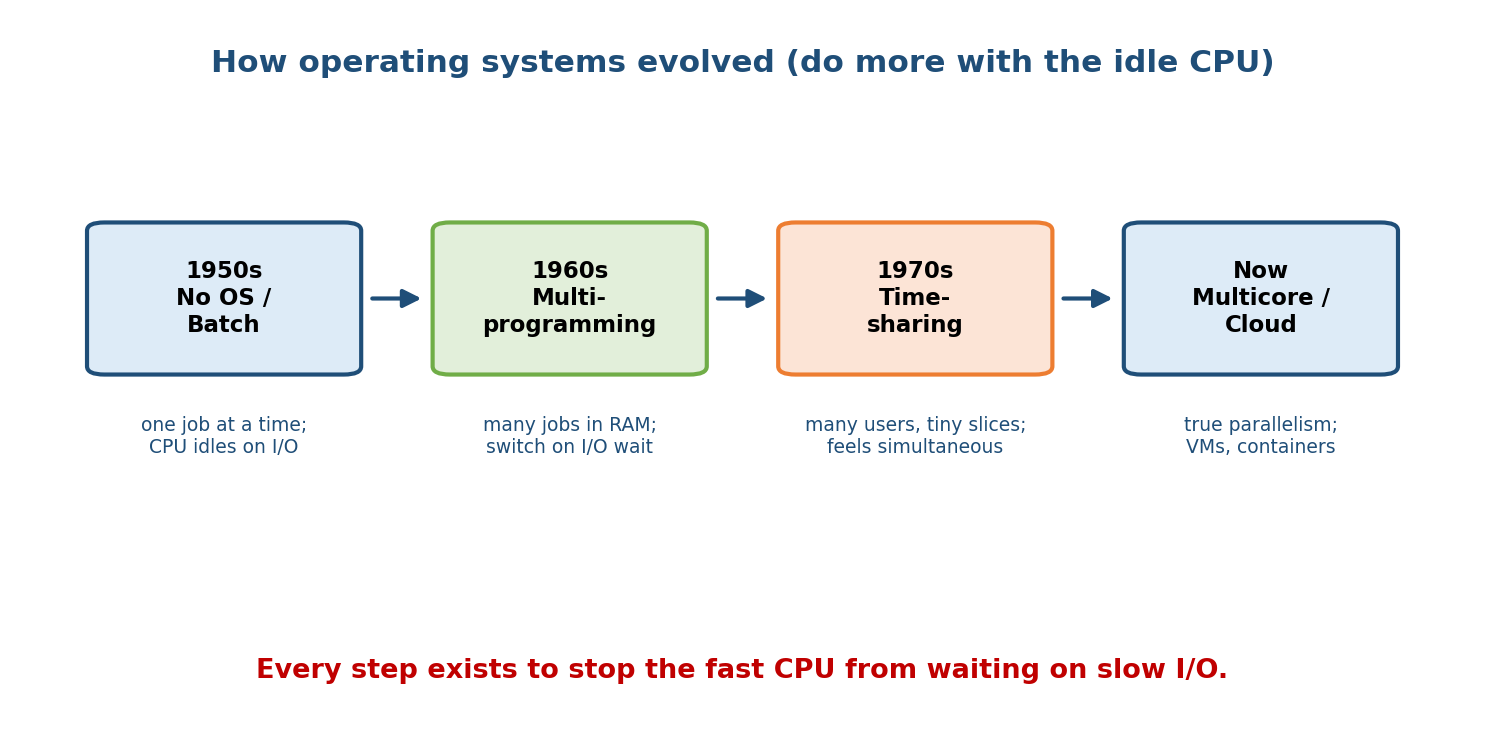 How operating systems evolved (do more with the idle CPU)
1950s
No OS /
Batch
1960s
Multi-
programming
1970s
Time-
sharing
Now
Multicore /
Cloud
one job at a time;
CPU idles on I/O
many jobs in RAM;
switch on I/O wait
many users, tiny slices;
feels simultaneous
true parallelism;
VMs, containers
Every step exists to stop the fast CPU from waiting on slow I/O.